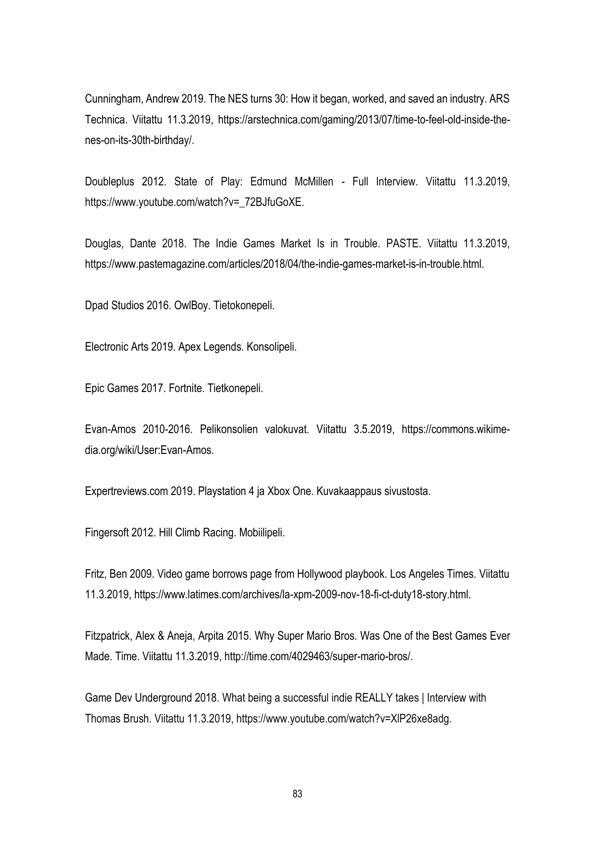 Cunningham, Andrew 2019. The NES turns 30: How it began, worked, and saved an industry. ARS
Technica. Viitattu 11.3.2019, https://arstechnica.com/gaming/2013/07/time-to-feel-old-inside-the-
nes-on-its-30th-birthday/.
Doubleplus 2012. State of Play: Edmund McMillen - Full Interview. Viitattu 11.3.2019,
https://www.youtube.com/watch?v=_72BJfuGoXE.
Douglas, Dante 2018. The Indie Games Market Is in Trouble. PASTE. Viitattu 11.3.2019,
https://www.pastemagazine.com/articles/2018/04/the-indie-games-market-is-in-trouble.html.
Dpad Studios 2016. OwlBoy. Tietokonepeli.
Electronic Arts 2019. Apex Legends. Konsolipeli.
Epic Games 2017. Fortnite. Tietkonepeli.
Evan-Amos 2010-2016. Pelikonsolien valokuvat. Viitattu 3.5.2019, https://commons.wikime-
dia.org/wiki/User:Evan-Amos.
Expertreviews.com 2019. Playstation 4 ja Xbox One. Kuvakaappaus sivustosta.
Fingersoft 2012. Hill Climb Racing. Mobiilipeli.
Fritz, Ben 2009. Video game borrows page from Hollywood playbook. Los Angeles Times. Viitattu
11.3.2019, https://www.latimes.com/archives/la-xpm-2009-nov-18-fi-ct-duty18-story.html.
Fitzpatrick, Alex & Aneja, Arpita 2015. Why Super Mario Bros. Was One of the Best Games Ever
Made. Time. Viitattu 11.3.2019, http://time.com/4029463/super-mario-bros/.
Game Dev Underground 2018. What being a successful indie REALLY takes | Interview with
Thomas Brush. Viitattu 11.3.2019, https://www.youtube.com/watch?v=XlP26xe8adg.
83